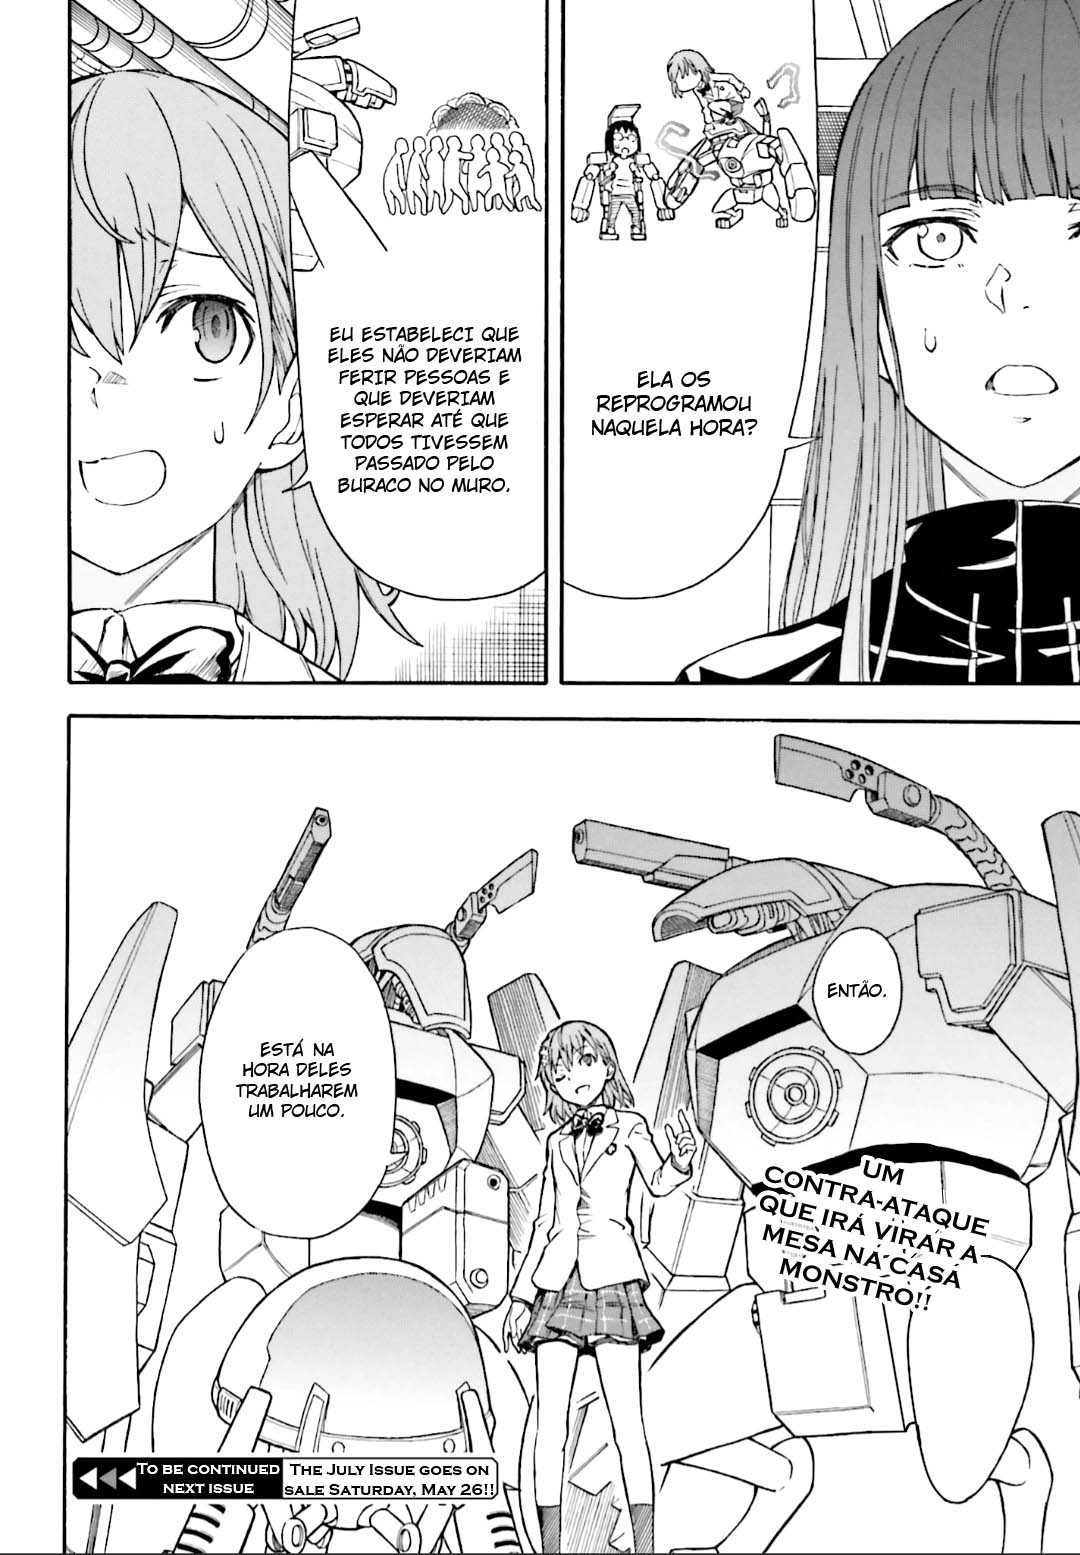 ELA OS
REPROGRAMOU
NAQUELA HORA?
EU ESTABELECI QUE
ELES NÃO DEVERIAM
FERIR PESSOAS E
QUE DEVERIAM
ESPERAR ATÉ QUE
TODOS TIVESSEM
PASSADO PELO
BURACO NO MURO.
ENTÃO.
ESTÁ NA
HORA DELES
TRABALHAREM
UM POUCO.
UM
CONTRA-ATAQUE
QUE IRÁ VIRAR A
MESA NA CASA
MONSTRO!!
TO BE CONTINUED
NEXT ISSUE
THE JULY ISSUE GOES ON
SALE SATURDAY, MAY 26!!